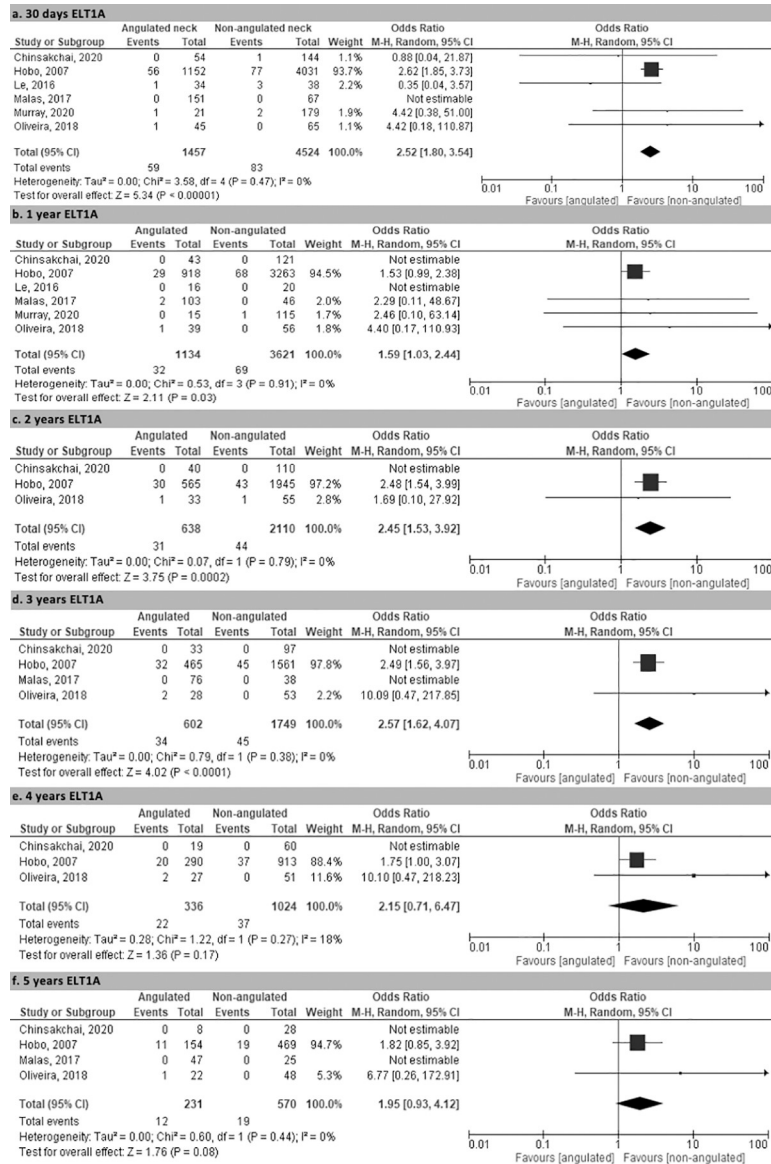 a. 30 days ELT1A
Angulated neck Non-angulated neck Odds Ratio Odds Ratio
Study or Subgroup Events Total Events Total Weight M-H, Random, 95% CI M-H, Random, 95% CI
Chinsakchai, 2020 0 54 1 144 1.1% 0.88 [0.04, 21.87]
Hobo, 2007 56 1152 77 4031 93.7% 2.62 [1.85, 3.73]
Le, 2016 1 34 3 38 2.2% 0.35 [0.04, 3.57]
Malas, 2017 0 151 0 67 Not estimable
Murray, 2020 1 21 2 179 1.9% 4.42 [0.38, 51.00]
Oliveira, 2018 1 45 0 65 1.1% 4.42 [0.18, 110.87]
Total (95% CI) 1457 4524 100.0% 2.52 [1.80, 3.54]
Total events 59 83
Heterogeneity: Tau² = 0.00; Chi² = 3.58, df = 4 (P = 0.47); I² = 0%
Test for overall effect: Z = 5.34 (P < 0.00001)
0.01 0.1 1 10 100
Favours [angulated] Favours [non-angulated]
b. 1 year ELT1A
Angulated Non-angulated Odds Ratio Odds Ratio
Study or Subgroup Events Total Events Total Weight M-H, Random, 95% CI M-H, Random, 95% CI
Chinsakchai, 2020 0 43 0 121 Not estimable
Hobo, 2007 29 918 68 3263 94.5% 1.53 [0.99, 2.38]
Le, 2016 0 16 0 20 Not estimable
Malas, 2017 2 103 0 46 2.0% 2.29 [0.11, 48.67]
Murray, 2020 0 15 1 115 1.7% 2.46 [0.10, 63.14]
Oliveira, 2018 1 39 0 56 1.8% 4.40 [0.17, 110.93]
Total (95% CI) 1134 3621 100.0% 1.59 [1.03, 2.44]
Total events 32 69
Heterogeneity: Tau² = 0.00; Chi² = 0.53, df = 3 (P = 0.91); I² = 0%
Test for overall effect: Z = 2.11 (P = 0.03)
0.01 0.1 1 10 100
Favours [angulated] Favours [non-angulated]
c. 2 years ELT1A
Angulated Non-angulated Odds Ratio Odds Ratio
Study or Subgroup Events Total Events Total Weight M-H, Random, 95% CI M-H, Random, 95% CI
Chinsakchai, 2020 0 40 0 110 Not estimable
Hobo, 2007 30 565 43 1945 97.2% 2.48 [1.54, 3.99]
Oliveira, 2018 1 33 1 55 2.8% 1.69 [0.10, 27.92]
Total (95% CI) 638 2110 100.0% 2.45 [1.53, 3.92]
Total events 31 44
Heterogeneity: Tau² = 0.00; Chi² = 0.07, df = 1 (P = 0.79); I² = 0%
Test for overall effect: Z = 3.75 (P = 0.0002)
0.01 0.1 1 10 100
Favours [angulated] Favours [non-angulated]
d. 3 years ELT1A
Angulated Non-angulated Odds Ratio Odds Ratio
Study or Subgroup Events Total Events Total Weight M-H, Random, 95% CI M-H, Random, 95% CI
Chinsakchai, 2020 0 33 0 97 Not estimable
Hobo, 2007 32 465 45 1561 97.8% 2.49 [1.56, 3.97]
Malas, 2017 0 76 0 38 Not estimable
Oliveira, 2018 2 28 0 53 2.2% 10.09 [0.47, 217.85]
Total (95% CI) 602 1749 100.0% 2.57 [1.62, 4.07]
Total events 34 45
Heterogeneity: Tau² = 0.00; Chi² = 0.79, df = 1 (P = 0.38); I² = 0%
Test for overall effect: Z = 4.02 (P < 0.0001)
0.01 0.1 1 10 100
Favours [angulated] Favours [non-angulated]
e. 4 years ELT1A
Angulated Non-angulated Odds Ratio Odds Ratio
Study or Subgroup Events Total Events Total Weight M-H, Random, 95% CI M-H, Random, 95% CI
Chinsakchai, 2020 0 19 0 60 Not estimable
Hobo, 2007 20 290 37 913 88.4% 1.75 [1.00, 3.07]
Oliveira, 2018 2 27 0 51 11.6% 10.10 [0.47, 218.23]
Total (95% CI) 336 1024 100.0% 2.15 [0.71, 6.47]
Total events 22 37
Heterogeneity: Tau² = 0.28; Chi² = 1.22, df = 1 (P = 0.27); I² = 18%
Test for overall effect: Z = 1.36 (P = 0.17)
0.01 0.1 1 10 100
Favours [angulated] Favours [non-angulated]
f. 5 years ELT1A
Angulated Non-angulated Odds Ratio Odds Ratio
Study or Subgroup Events Total Events Total Weight M-H, Random, 95% CI M-H, Random, 95% CI
Chinsakchai, 2020 0 8 0 28 Not estimable
Hobo, 2007 11 154 19 469 94.7% 1.82 [0.85, 3.92]
Malas, 2017 0 47 0 25 Not estimable
Oliveira, 2018 1 22 0 48 5.3% 6.77 [0.26, 172.91]
Total (95% CI) 231 570 100.0% 1.95 [0.93, 4.12]
Total events 12 19
Heterogeneity: Tau² = 0.00; Chi² = 0.60, df = 1 (P = 0.44); I² = 0%
Test for overall effect: Z = 1.76 (P = 0.08)
0.01 0.1 1 10 100
Favours [angulated] Favours [non-angulated]